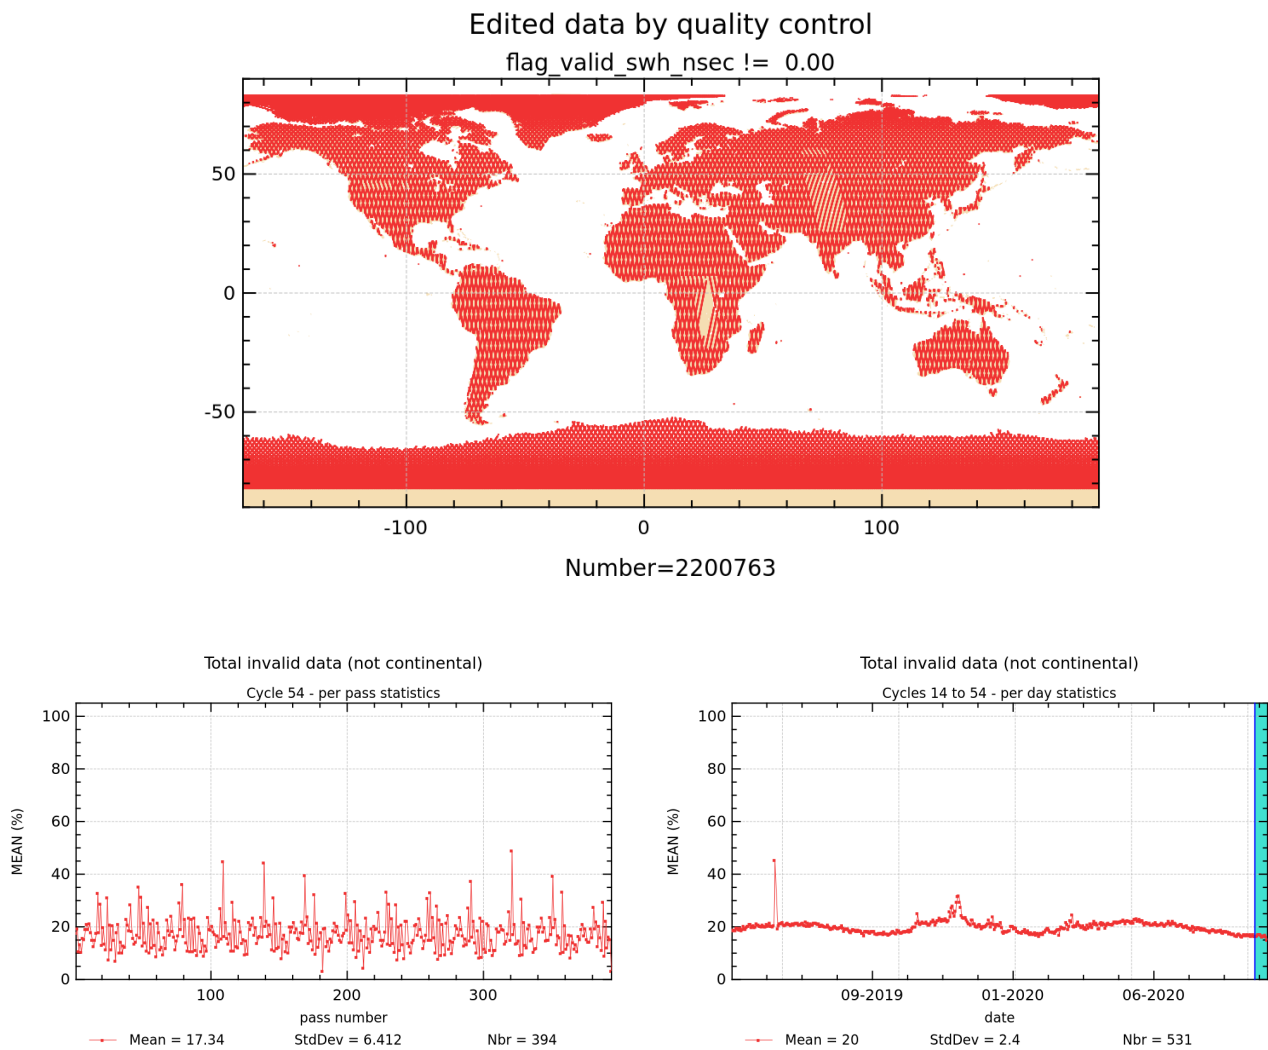 Edited data by quality control
flag_valid_swh_nsec !=  0.00
50
0
-50
-100 0 100
Number=2200763
Total invalid data (not continental)
Cycle 54 - per pass statistics
100
80
60
40
20
0
MEAN (%)
100 200 300
pass number
Mean = 17.34 StdDev = 6.412 Nbr = 394
Total invalid data (not continental)
Cycles 14 to 54 - per day statistics
100
80
60
40
20
0
MEAN (%)
09-2019 01-2020 06-2020
date
Mean = 20 StdDev = 2.4 Nbr = 531